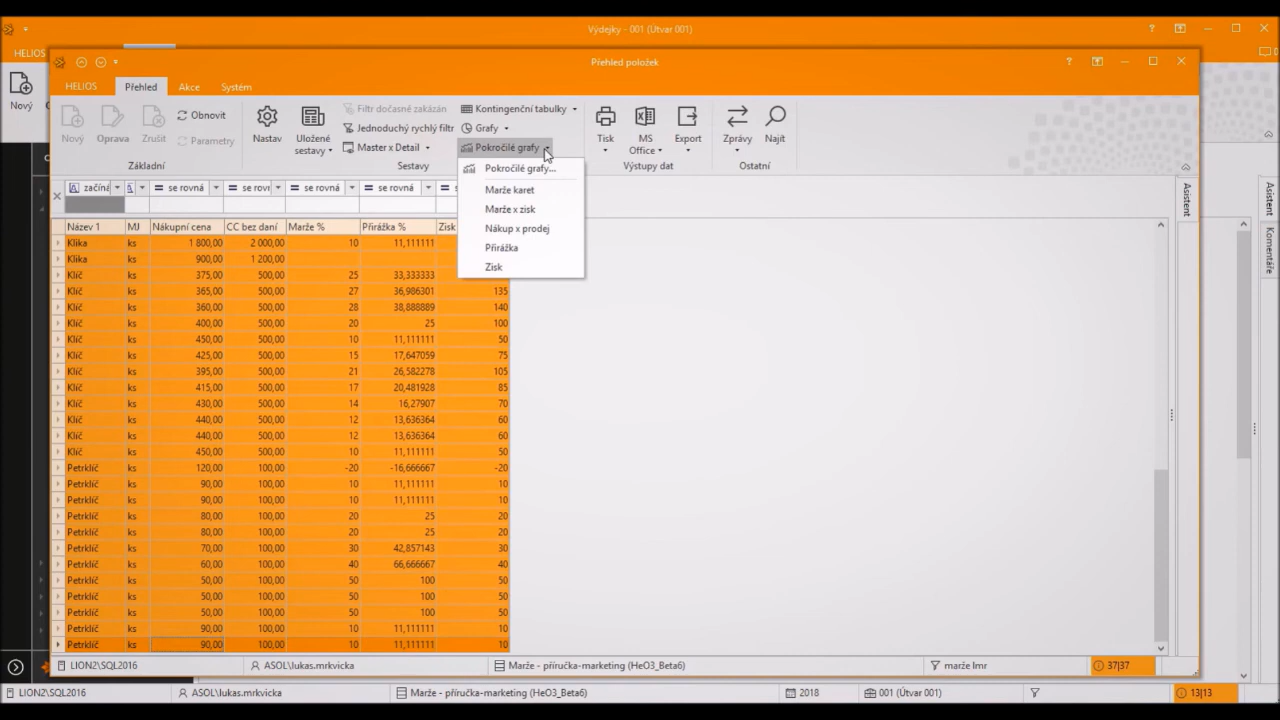 Výdejky - 001 (Útvar 001)
HELIOS
Nový
Přehled položek
HELIOS Přehled Akce Systém
Nový Oprava Zrušit Obnovit Parametry
Základní
Nastav Uložené sestavy
Filtr dočasné zakázán
Jednoduchý rychlý filtr
Master x Detail
Sestavy
Kontingenční tabulky
Grafy
Pokročilé grafy
Tisk MS Office Export
Výstupy dat
Zprávy Najít
Ostatní
Pokročilé grafy...
Marže karet
Marže x zisk
Nákup x prodej
Přirážka
Zisk
začíná se rovná se rovn se rovná se rovná
Název 1 MJ Nákupní cena CC bez daní Marže % Přirážka % Zisk
Klika ks 1 800,00 2 000,00 10 11,111111
Klika ks 900,00 1 200,00
Klíč ks 375,00 500,00 25 33,333333
Klíč ks 365,00 500,00 27 36,986301 135
Klíč ks 360,00 500,00 28 38,888889 140
Klíč ks 400,00 500,00 20 25 100
Klíč ks 450,00 500,00 10 11,111111 50
Klíč ks 425,00 500,00 15 17,647059 75
Klíč ks 395,00 500,00 21 26,582278 105
Klíč ks 415,00 500,00 17 20,481928 85
Klíč ks 430,00 500,00 14 16,27907 70
Klíč ks 440,00 500,00 12 13,636364 60
Klíč ks 440,00 500,00 12 13,636364 60
Klíč ks 450,00 500,00 10 11,111111 50
Petrklíč ks 120,00 100,00 -20 -16,666667 -20
Petrklíč ks 90,00 100,00 10 11,111111 10
Petrklíč ks 90,00 100,00 10 11,111111 10
Petrklíč ks 80,00 100,00 20 25 20
Petrklíč ks 80,00 100,00 20 25 20
Petrklíč ks 70,00 100,00 30 42,857143 30
Petrklíč ks 60,00 100,00 40 66,666667 40
Petrklíč ks 50,00 100,00 50 100 50
Petrklíč ks 50,00 100,00 50 100 50
Petrklíč ks 50,00 100,00 50 100 50
Petrklíč ks 90,00 100,00 10 11,111111 10
Petrklíč ks 90,00 100,00 10 11,111111 10
Asistent
Asistent
Komentáře
LION2\SQL2016 ASOL\lukas.mrkvicka Marže - příručka-marketing (HeO3_Beta6) marže lmr 37|37
LION2\SQL2016 ASOL\lukas.mrkvicka Marže - příručka-marketing (HeO3_Beta6) 2018 001 (Útvar 001) 13|13